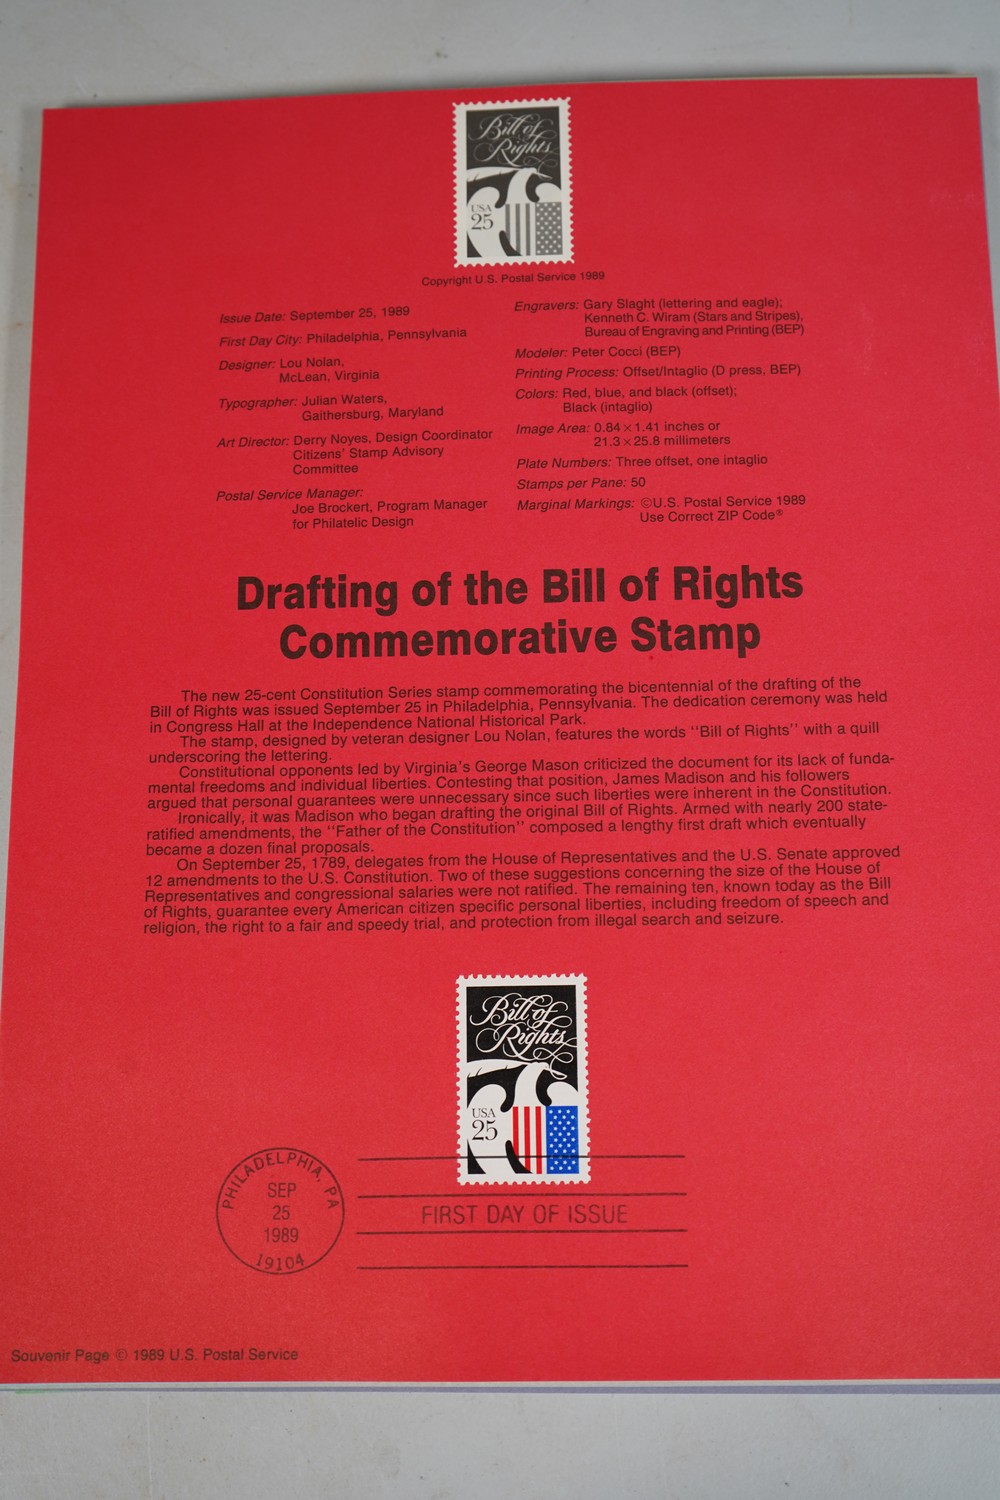 Bill of
Rights
USA
25
Copyright U.S. Postal Service 1989
Issue Date: September 25, 1989
First Day City: Philadelphia, Pennsylvania
Designer: Lou Nolan,
McLean, Virginia
Typographer: Julian Waters,
Gaithersburg, Maryland
Art Director: Derry Noyes, Design Coordinator
Citizens' Stamp Advisory
Committee
Postal Service Manager:
Joe Brockert, Program Manager
for Philatelic Design
Engravers: Gary Slaght (lettering and eagle);
Kenneth C. Wiram (Stars and Stripes),
Bureau of Engraving and Printing (BEP)
Modeler: Peter Cocci (BEP)
Printing Process: Offset/Intaglio (D press, BEP)
Colors: Red, blue, and black (offset);
Black (intaglio)
Image Area: 0.84 × 1.41 inches or
21.3 × 25.8 millimeters
Plate Numbers: Three offset, one intaglio
Stamps per Pane: 50
Marginal Markings: ©U.S. Postal Service 1989
Use Correct ZIP Code®
Drafting of the Bill of Rights
Commemorative Stamp
The new 25-cent Constitution Series stamp commemorating the bicentennial of the drafting of the
Bill of Rights was issued September 25 in Philadelphia, Pennsylvania. The dedication ceremony was held
in Congress Hall at the Independence National Historical Park.
The stamp, designed by veteran designer Lou Nolan, features the words "Bill of Rights" with a quill
underscoring the lettering.
Constitutional opponents led by Virginia's George Mason criticized the document for its lack of funda-
mental freedoms and individual liberties. Contesting that position, James Madison and his followers
argued that personal guarantees were unnecessary since such liberties were inherent in the Constitution.
Ironically, it was Madison who began drafting the original Bill of Rights. Armed with nearly 200 state-
ratified amendments, the "Father of the Constitution" composed a lengthy first draft which eventually
became a dozen final proposals.
On September 25, 1789, delegates from the House of Representatives and the U.S. Senate approved
12 amendments to the U.S. Constitution. Two of these suggestions concerning the size of the House of
Representatives and congressional salaries were not ratified. The remaining ten, known today as the Bill
of Rights, guarantee every American citizen specific personal liberties, including freedom of speech and
religion, the right to a fair and speedy trial, and protection from illegal search and seizure.
Bill of
Rights
USA
25
PHILADELPHIA, PA
SEP
25
1989
19104
FIRST DAY OF ISSUE
Souvenir Page © 1989 U.S. Postal Service